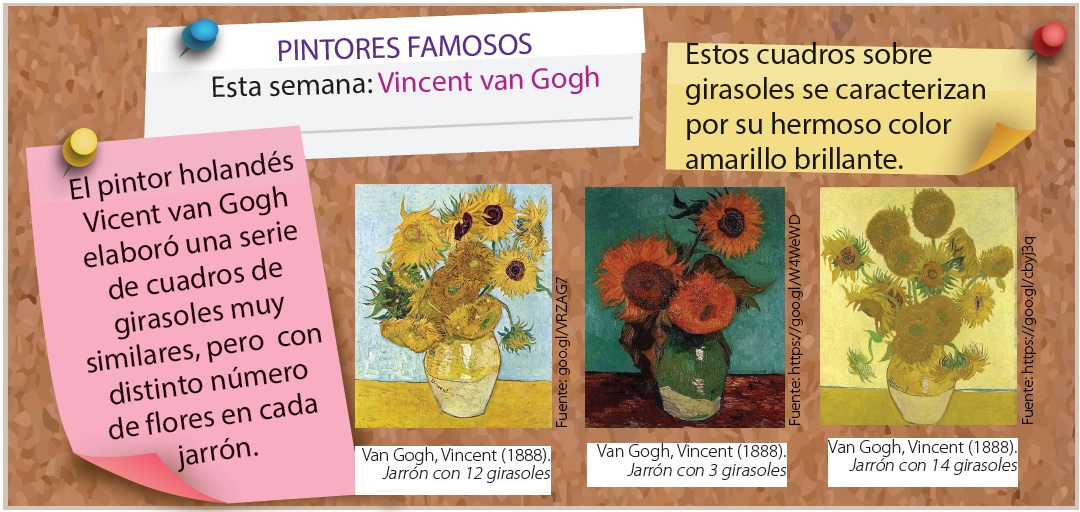 PINTORES FAMOSOS
Esta semana: Vincent van Gogh
Estos cuadros sobre
girasoles se caracterizan
por su hermoso color
amarillo brillante.
El pintor holandés
Vicent van Gogh
elaboró una serie
de cuadros de
girasoles muy
similares, pero con
distinto número
de flores en cada
jarrón.
Fuente: goo.gl/VRZAG7
Van Gogh, Vincent (1888).
Jarrón con 12 girasoles
Fuente: https://goo.gl/W4WeWD
Van Gogh, Vincent (1888).
Jarrón con 3 girasoles
Fuente: https://goo.gl/cbyj3q
Van Gogh, Vincent (1888).
Jarrón con 14 girasoles